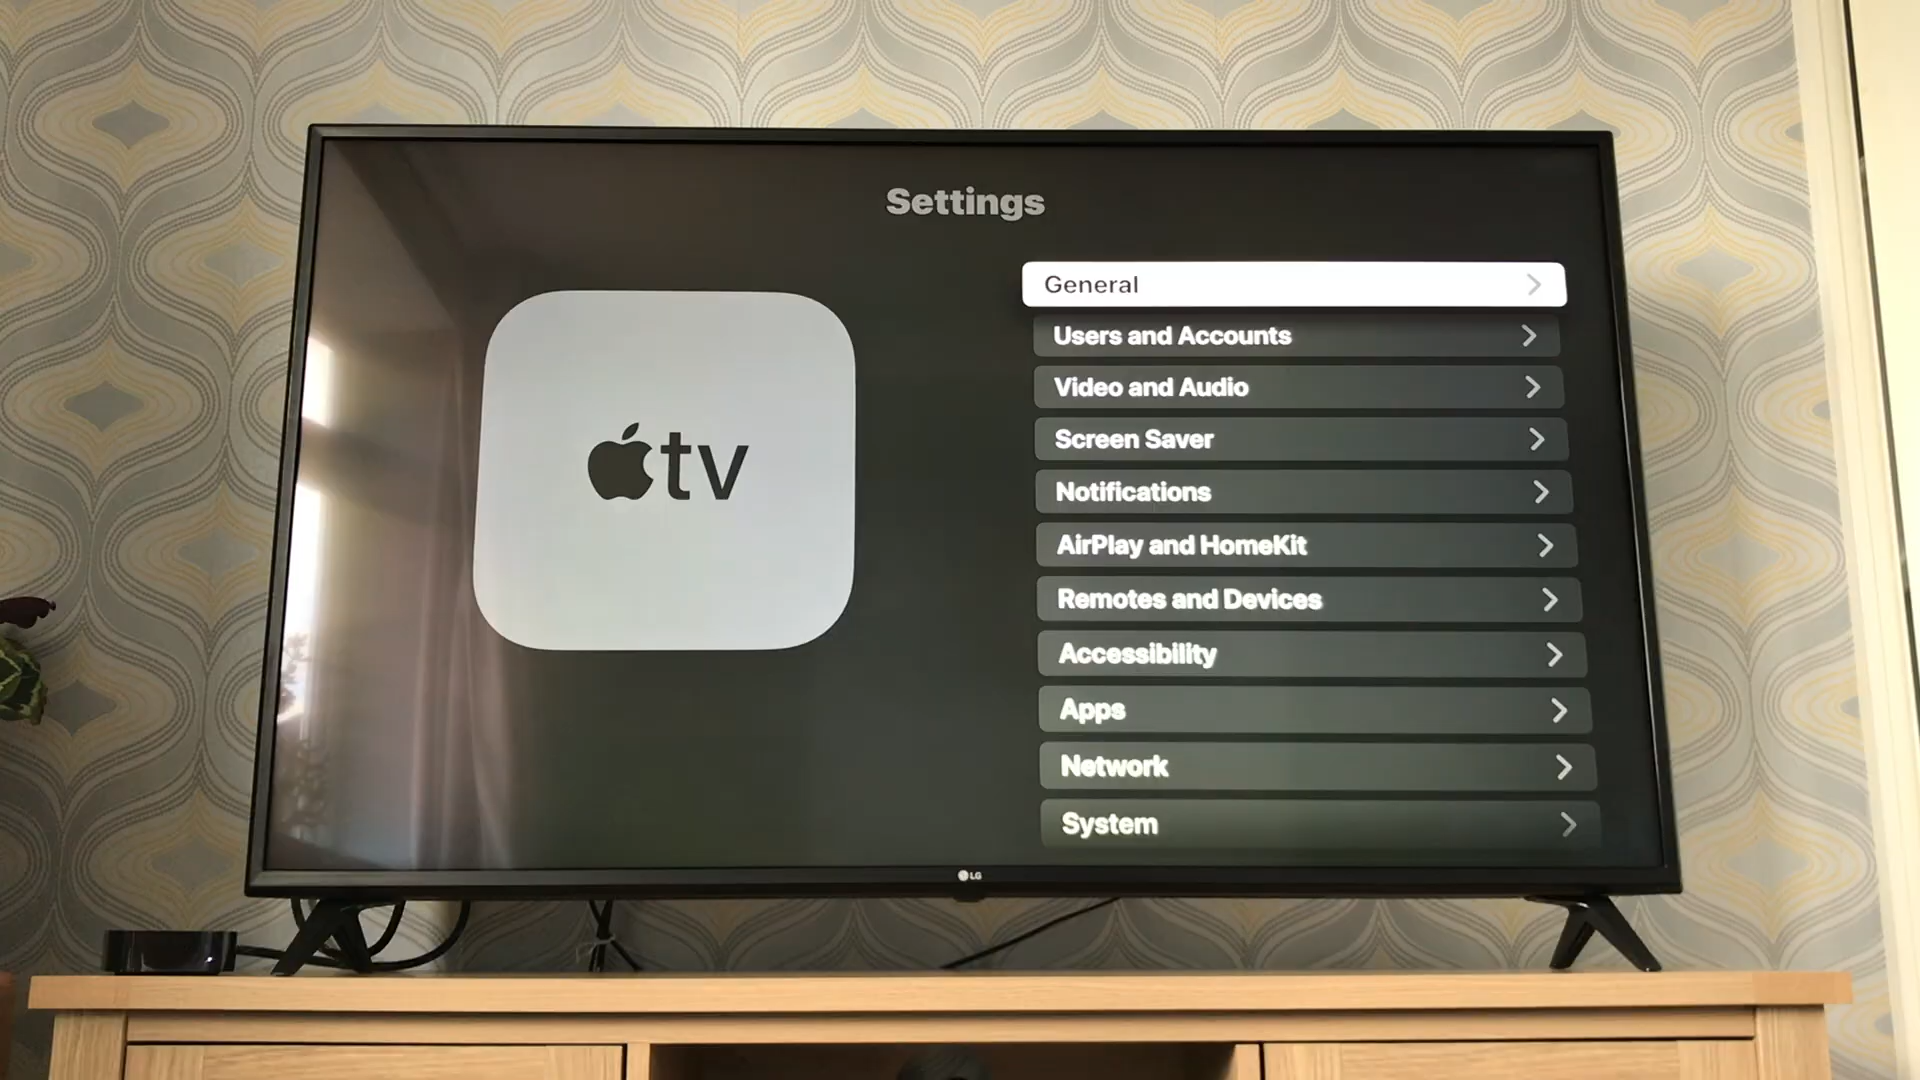 Settings
tv
General
Users and Accounts
Video and Audio
Screen Saver
Notifications
AirPlay and HomeKit
Remotes and Devices
Accessibility
Apps
Network
System
LG